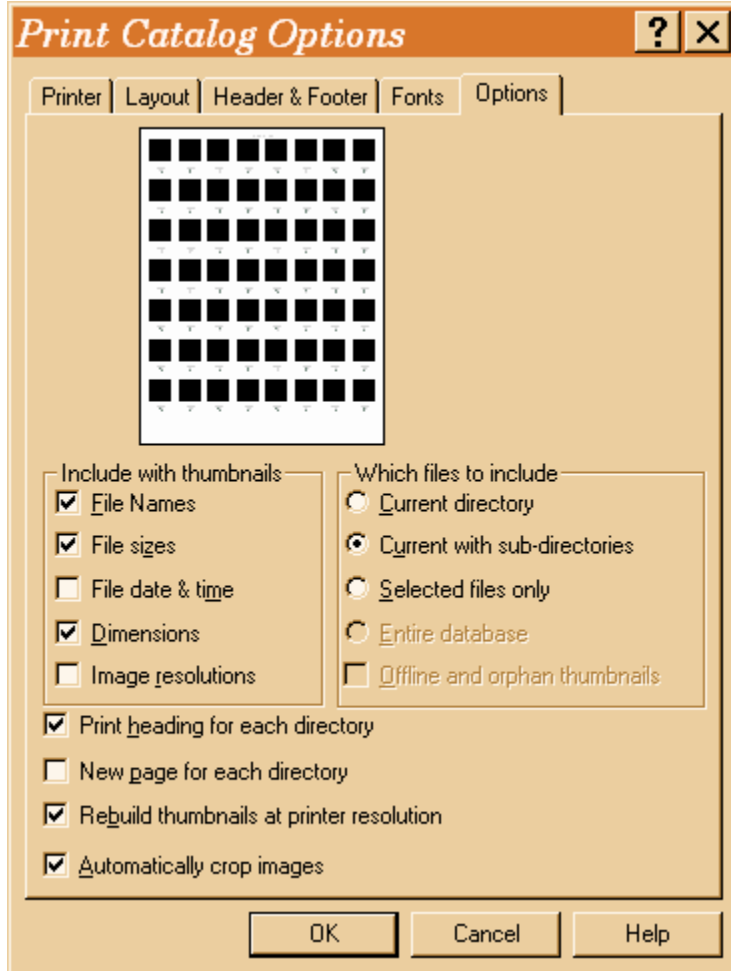 Print Catalog Options
Printer Layout Header & Footer Fonts Options
Include with thumbnails
File Names
File sizes
File date & time
Dimensions
Image resolutions
Which files to include
Current directory
Current with sub-directories
Selected files only
Entire database
Offline and orphan thumbnails
Print heading for each directory
New page for each directory
Rebuild thumbnails at printer resolution
Automatically crop images
OK Cancel Help